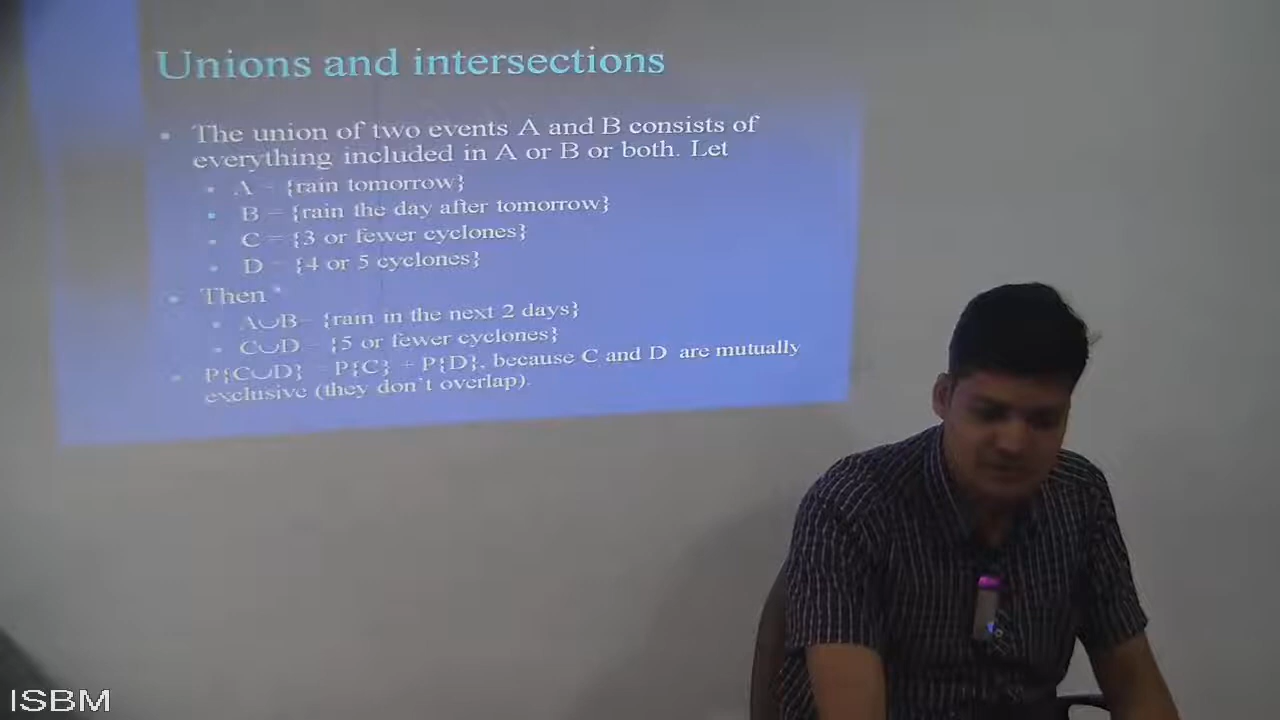 Unions and intersections
The union of two events A and B consists of
everything included in A or B or both. Let
A = {rain tomorrow}
B = {rain the day after tomorrow}
C = {3 or fewer cyclones}
D = {4 or 5 cyclones}
Then
A∪B= {rain in the next 2 days}
C∪D = {5 or fewer cyclones}
P{C∪D} = P{C} + P{D}, because C and D are mutually
exclusive (they don't overlap).
ISBM